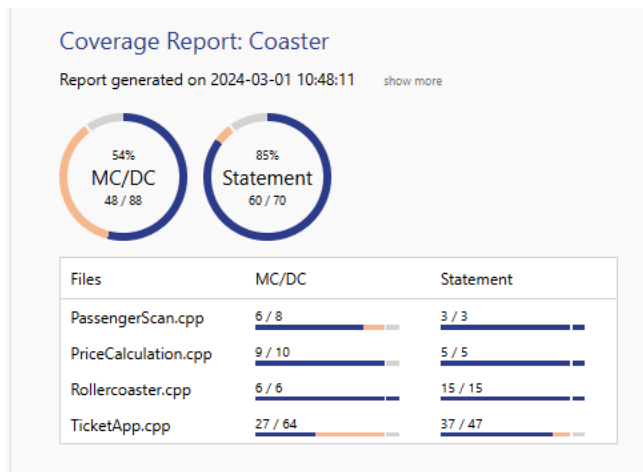 Coverage Report: Coaster
Report generated on 2024-03-01 10:48:11 show more
54%
MC/DC
48 / 88
85%
Statement
60 / 70
Files MC/DC Statement
PassengerScan.cpp 6 / 8 3 / 3
PriceCalculation.cpp 9 / 10 5 / 5
Rollercoaster.cpp 6 / 6 15 / 15
TicketApp.cpp 27 / 64 37 / 47